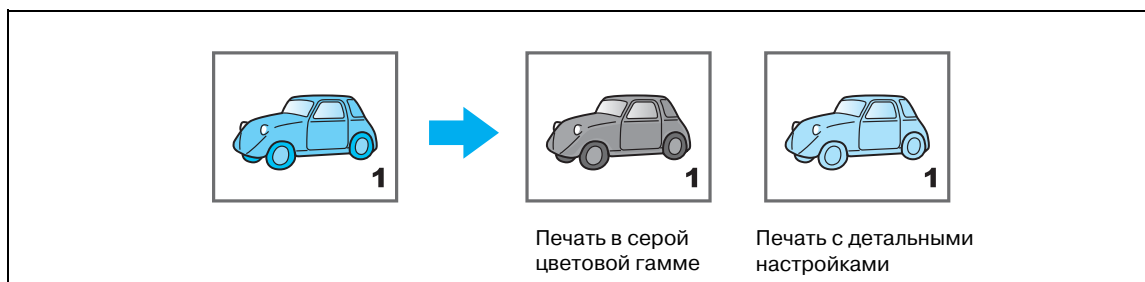 1
1
1
Печать в серой
цветовой гамме
Печать с детальными
настройками